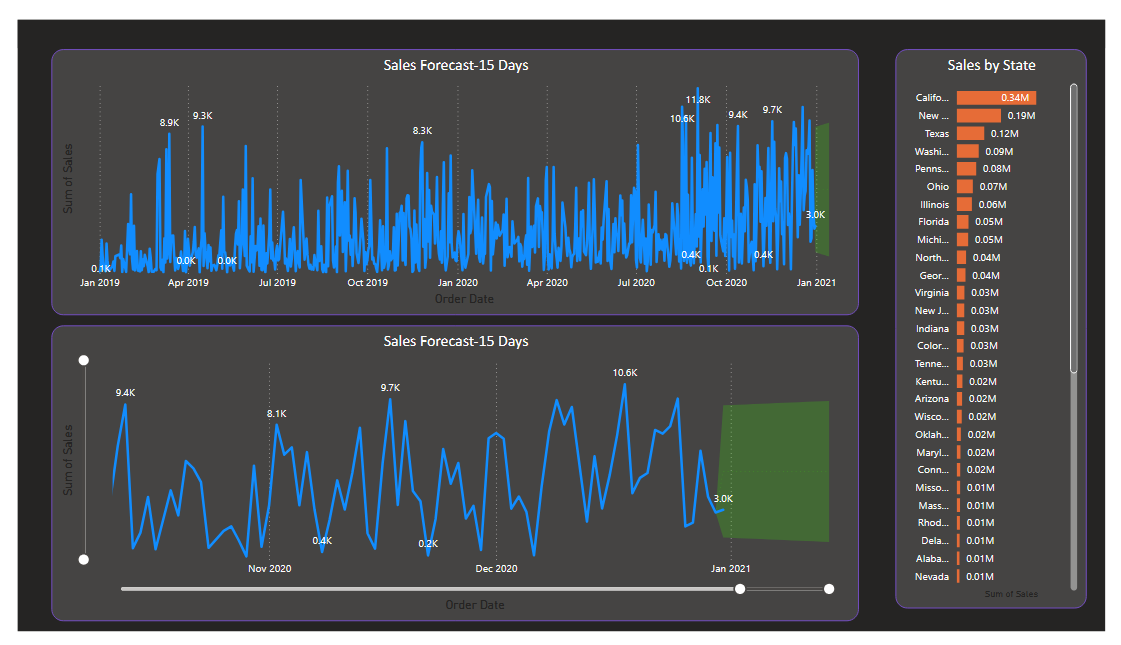 Sales Forecast-15 Days
11.8K
10.6K
9.7K
9.4K
9.3K
8.9K
8.3K
3.0K
0.1K
0.0K
0.0K
0.4K
0.1K
0.4K
Sum of Sales
Jan 2019
Apr 2019
Jul 2019
Oct 2019
Jan 2020
Apr 2020
Jul 2020
Oct 2020
Jan 2021
Order Date
Sales Forecast-15 Days
9.4K
8.1K
9.7K
10.6K
3.0K
0.4K
0.2K
Sum of Sales
Nov 2020
Dec 2020
Jan 2021
Order Date
Sales by State
Califo... 0.34M
New ... 0.19M
Texas 0.12M
Washi... 0.09M
Penns... 0.08M
Ohio 0.07M
Illinois 0.06M
Florida 0.05M
Michi... 0.05M
North... 0.04M
Geor... 0.04M
Virginia 0.03M
New J... 0.03M
Indiana 0.03M
Color... 0.03M
Tenne... 0.03M
Kentu... 0.02M
Arizona 0.02M
Wisco... 0.02M
Oklah... 0.02M
Maryl... 0.02M
Conn... 0.02M
Misso... 0.01M
Mass... 0.01M
Rhod... 0.01M
Dela... 0.01M
Alaba... 0.01M
Nevada 0.01M
Sum of Sales